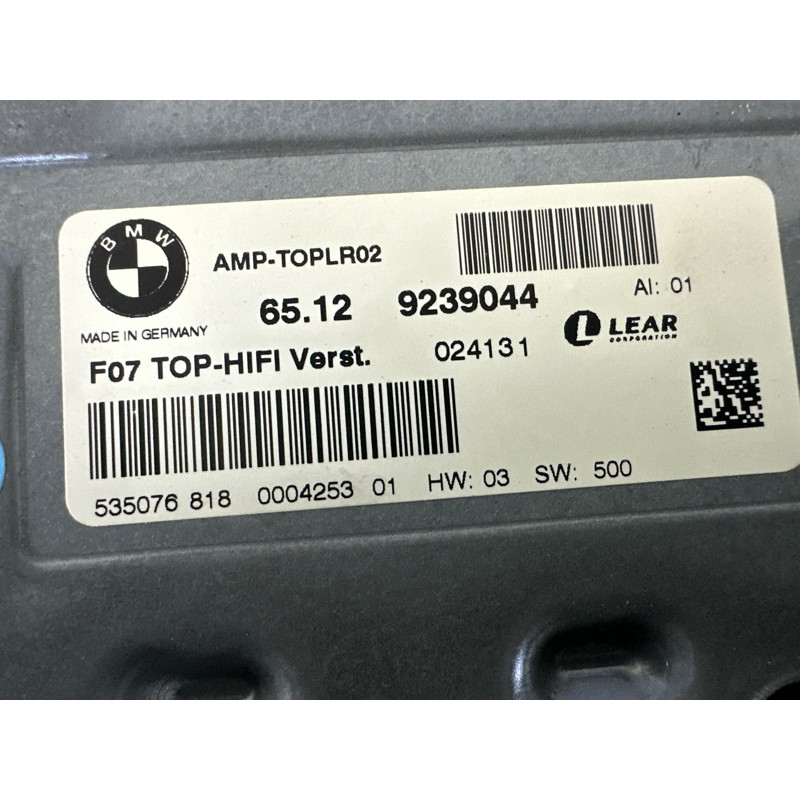 BMW
AMP-TOPLR02
65.12 9239044 AI: 01
MADE IN GERMANY
F07 TOP-HIFI Verst. 024131
LEAR
CORPORATION
535076 818 0004253 01 HW: 03 SW: 500